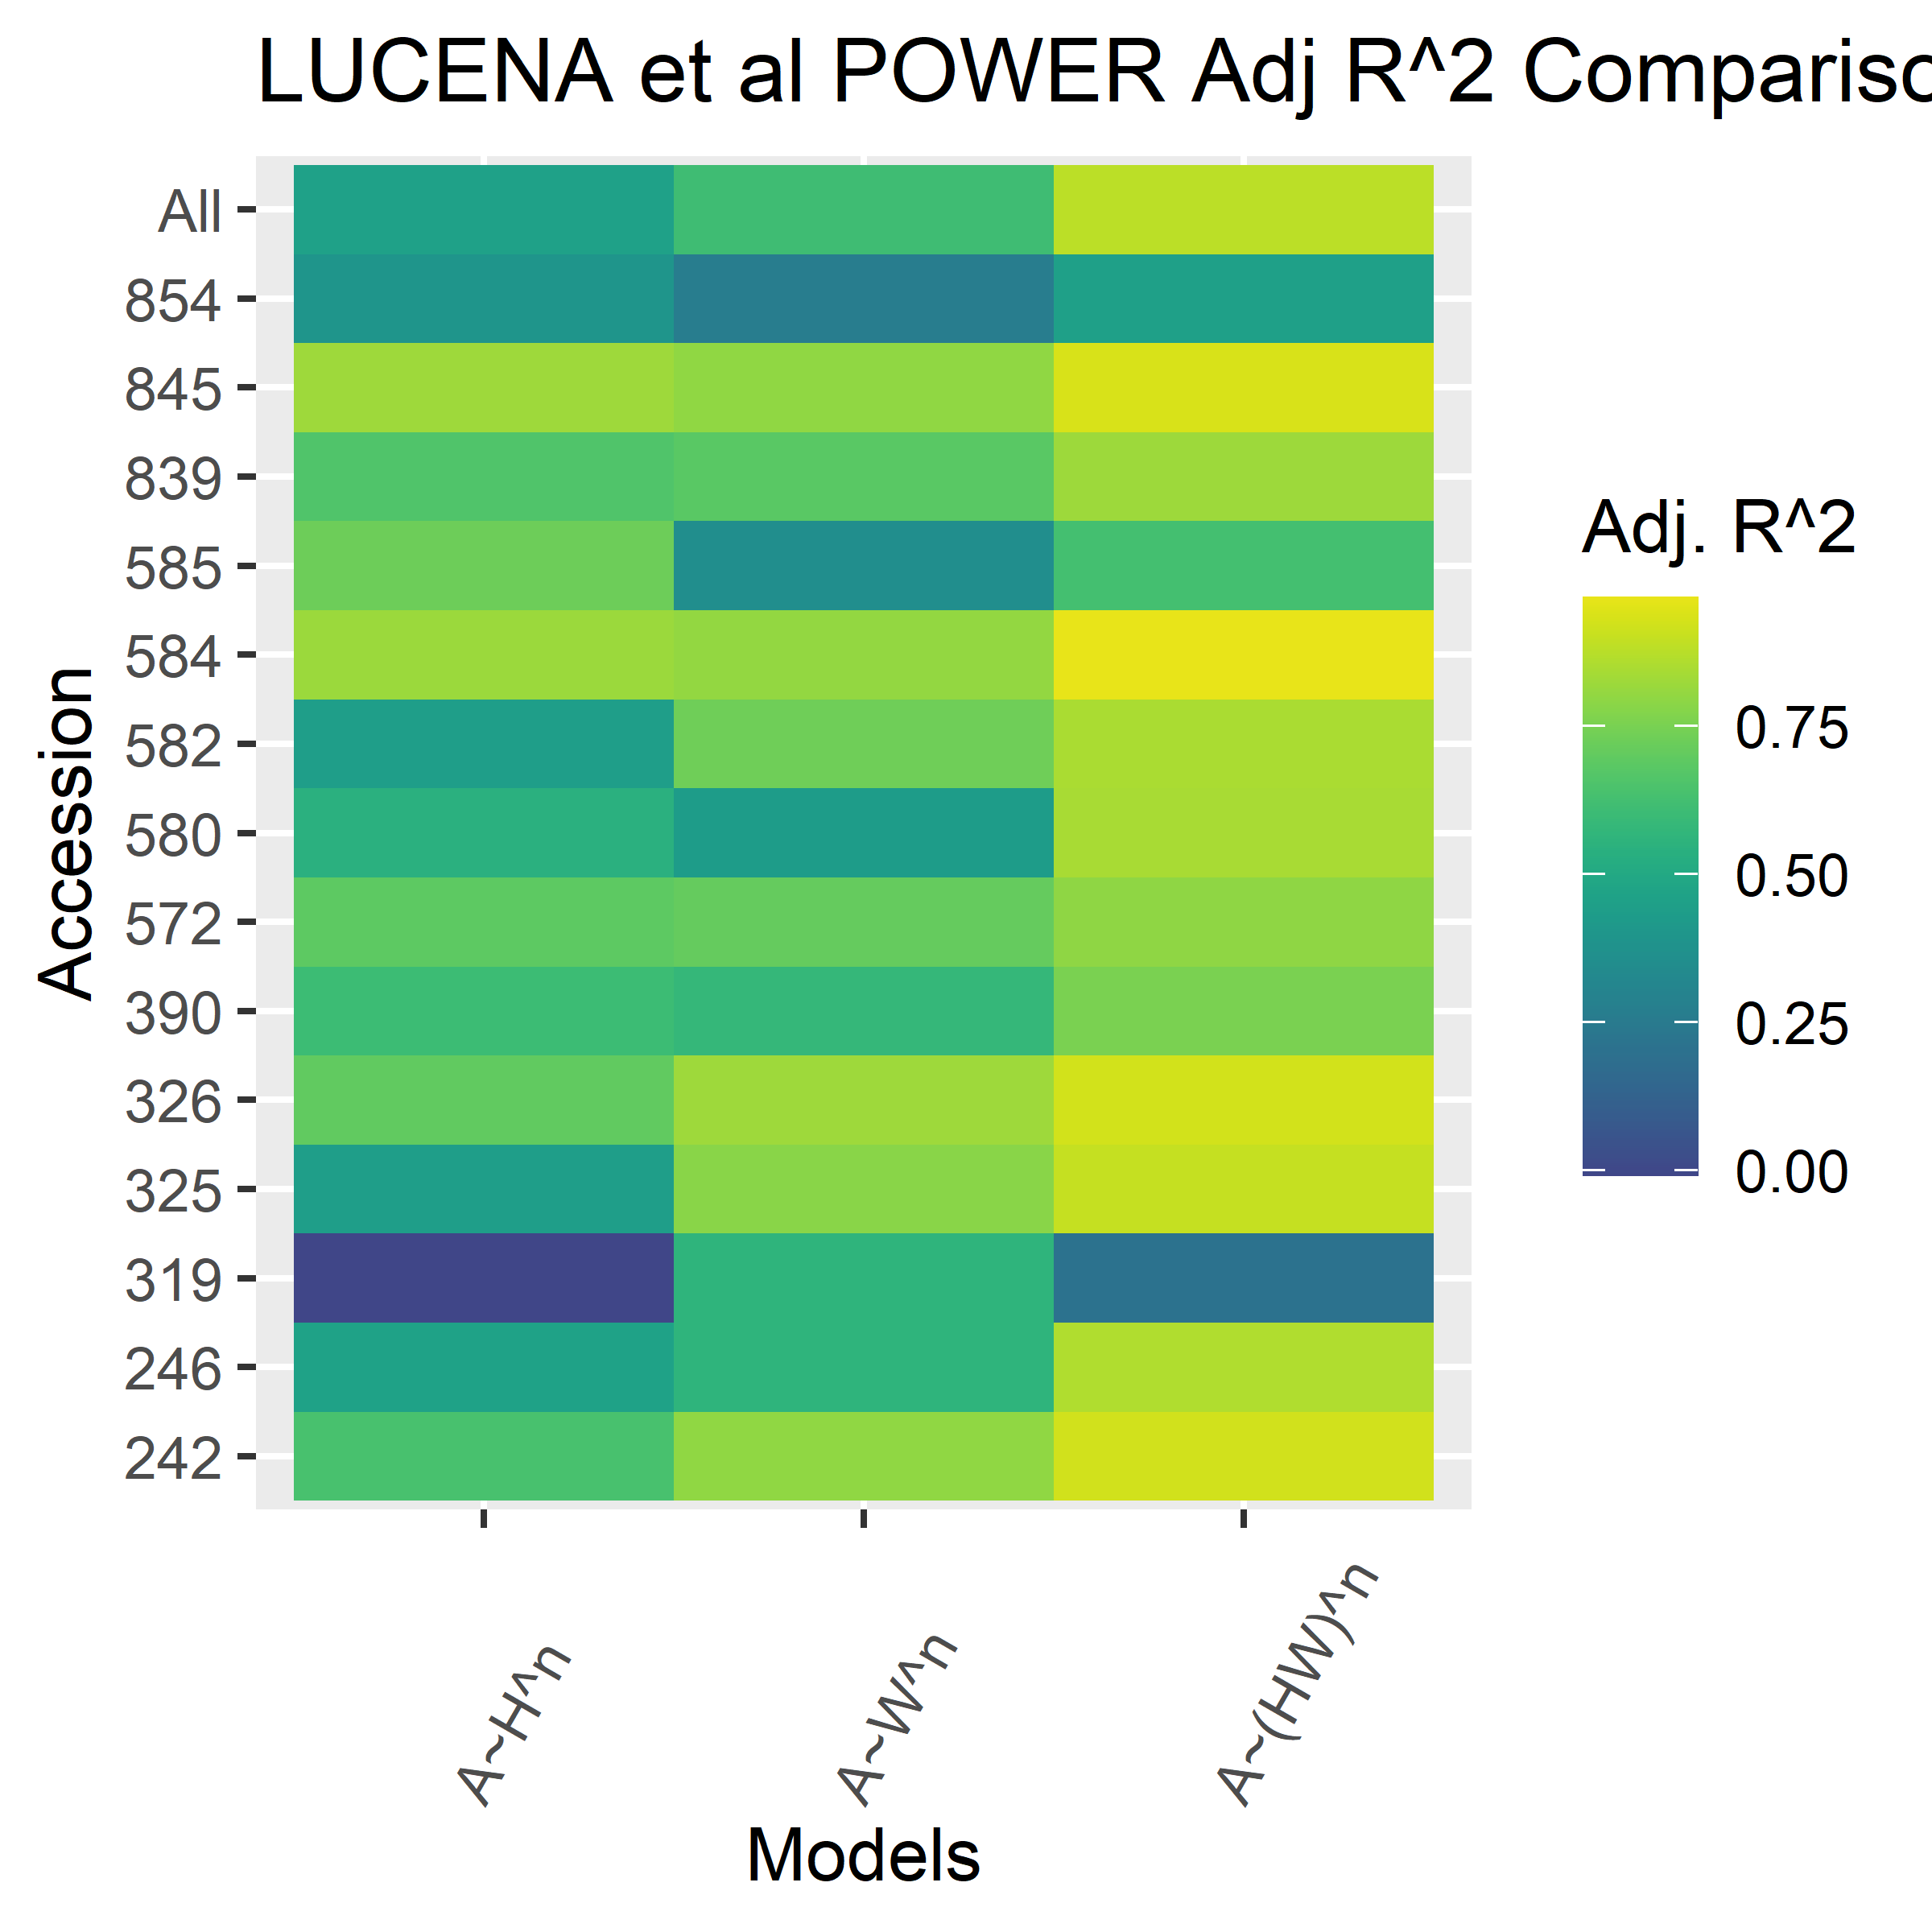 LUCENA et al POWER Adj R^2 Compariso
All
854
845
839
585
584
582
580
572
390
326
325
319
246
242
Accession
A~H^n
A~W^n
A~(HW)^n
Models
Adj. R^2
0.75
0.50
0.25
0.00